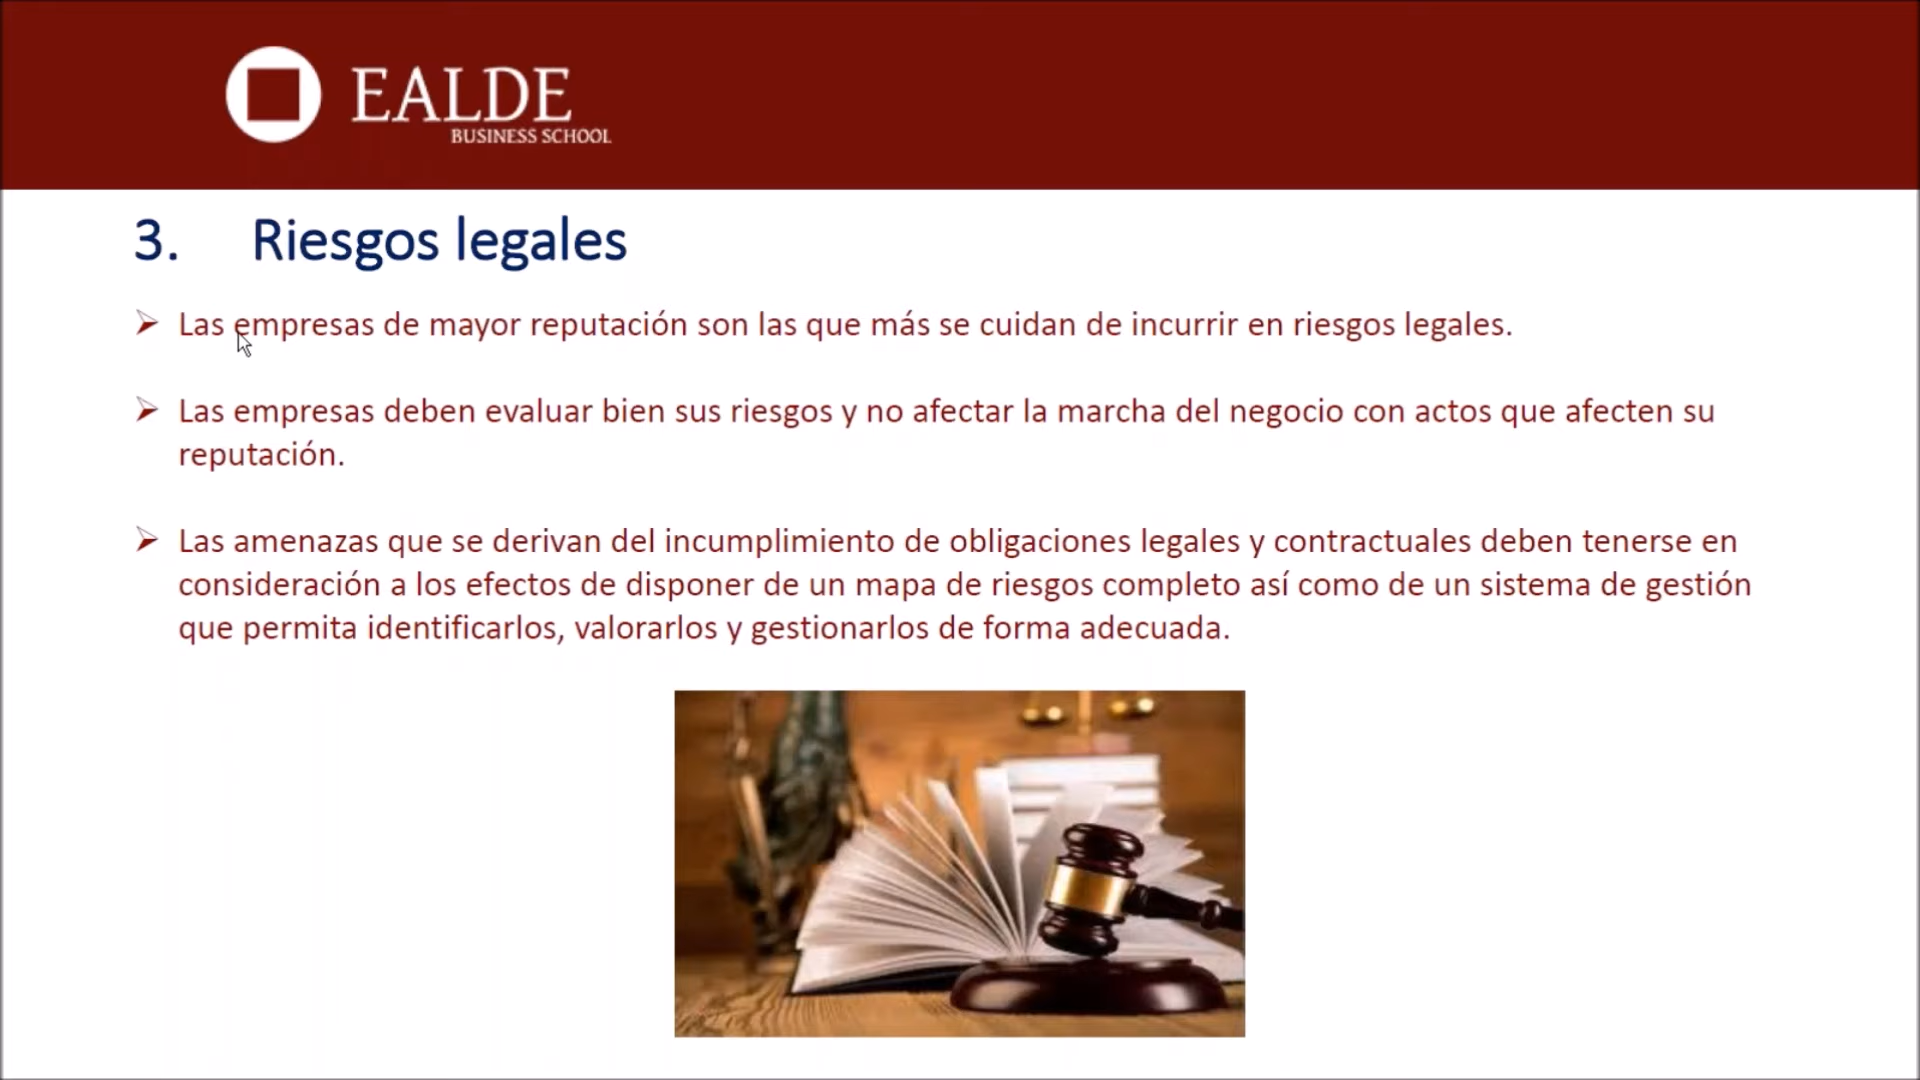 EALDE
BUSINESS SCHOOL
3. Riesgos legales
Las empresas de mayor reputación son las que más se cuidan de incurrir en riesgos legales.
Las empresas deben evaluar bien sus riesgos y no afectar la marcha del negocio con actos que afecten su
reputación.
Las amenazas que se derivan del incumplimiento de obligaciones legales y contractuales deben tenerse en
consideración a los efectos de disponer de un mapa de riesgos completo así como de un sistema de gestión
que permita identificarlos, valorarlos y gestionarlos de forma adecuada.